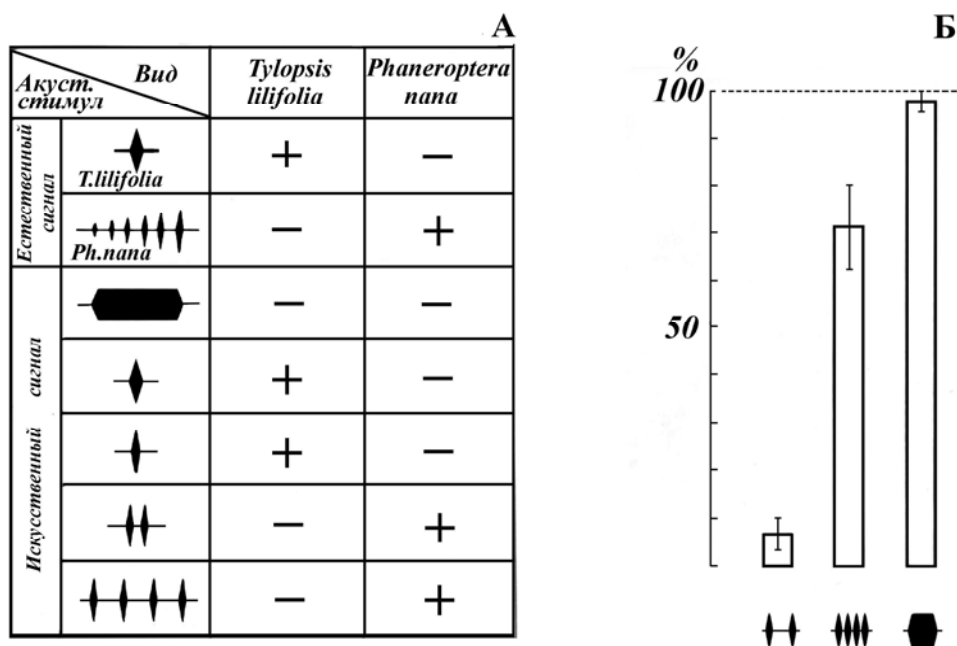 А
Акуст. стимул
Вид
Tylopsis
lilifolia
Phaneroptera
nana
Естественный
сигнал
T.lilifolia
+
—
Ph.nana
—
+
Искусственный
сигнал
—
—
+
—
+
—
—
+
—
+
Б
%
100
50